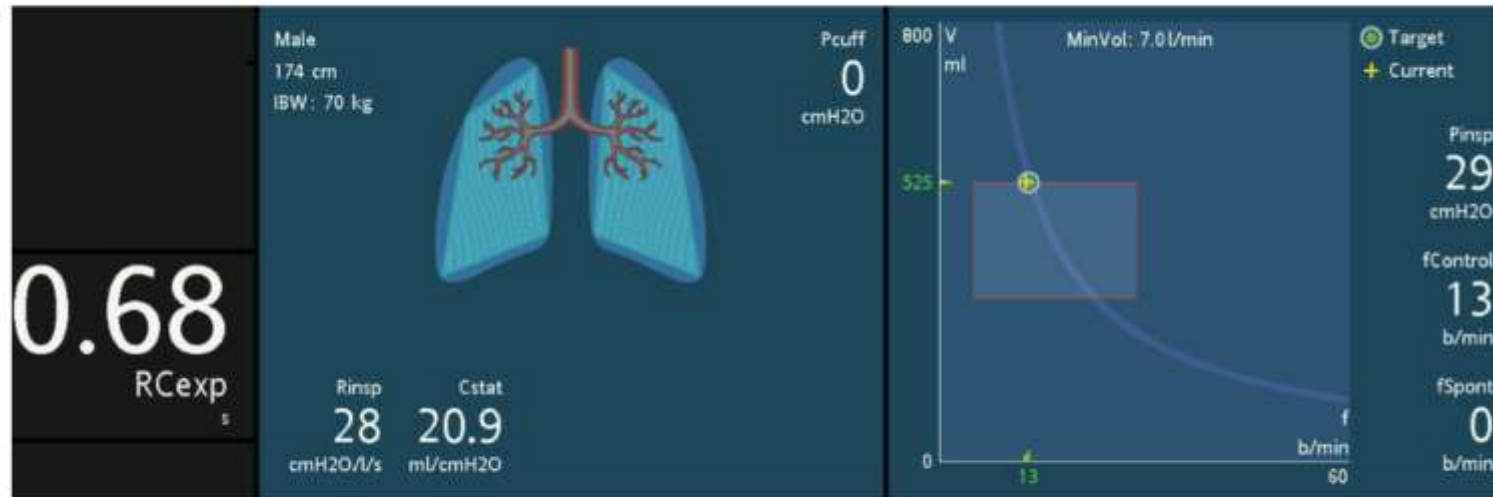 0.68
RCexp
s
Male
174 cm
IBW: 70 kg
Pcuff
0
cmH2O
Rinsp
28
cmH2O/l/s
Cstat
20.9
ml/cmH2O
800
V
ml
MinVol: 7.0 l/min
525
0
13
f
b/min
60
Target
Current
Pinsp
29
cmH2O
fControl
13
b/min
fSpont
0
b/min